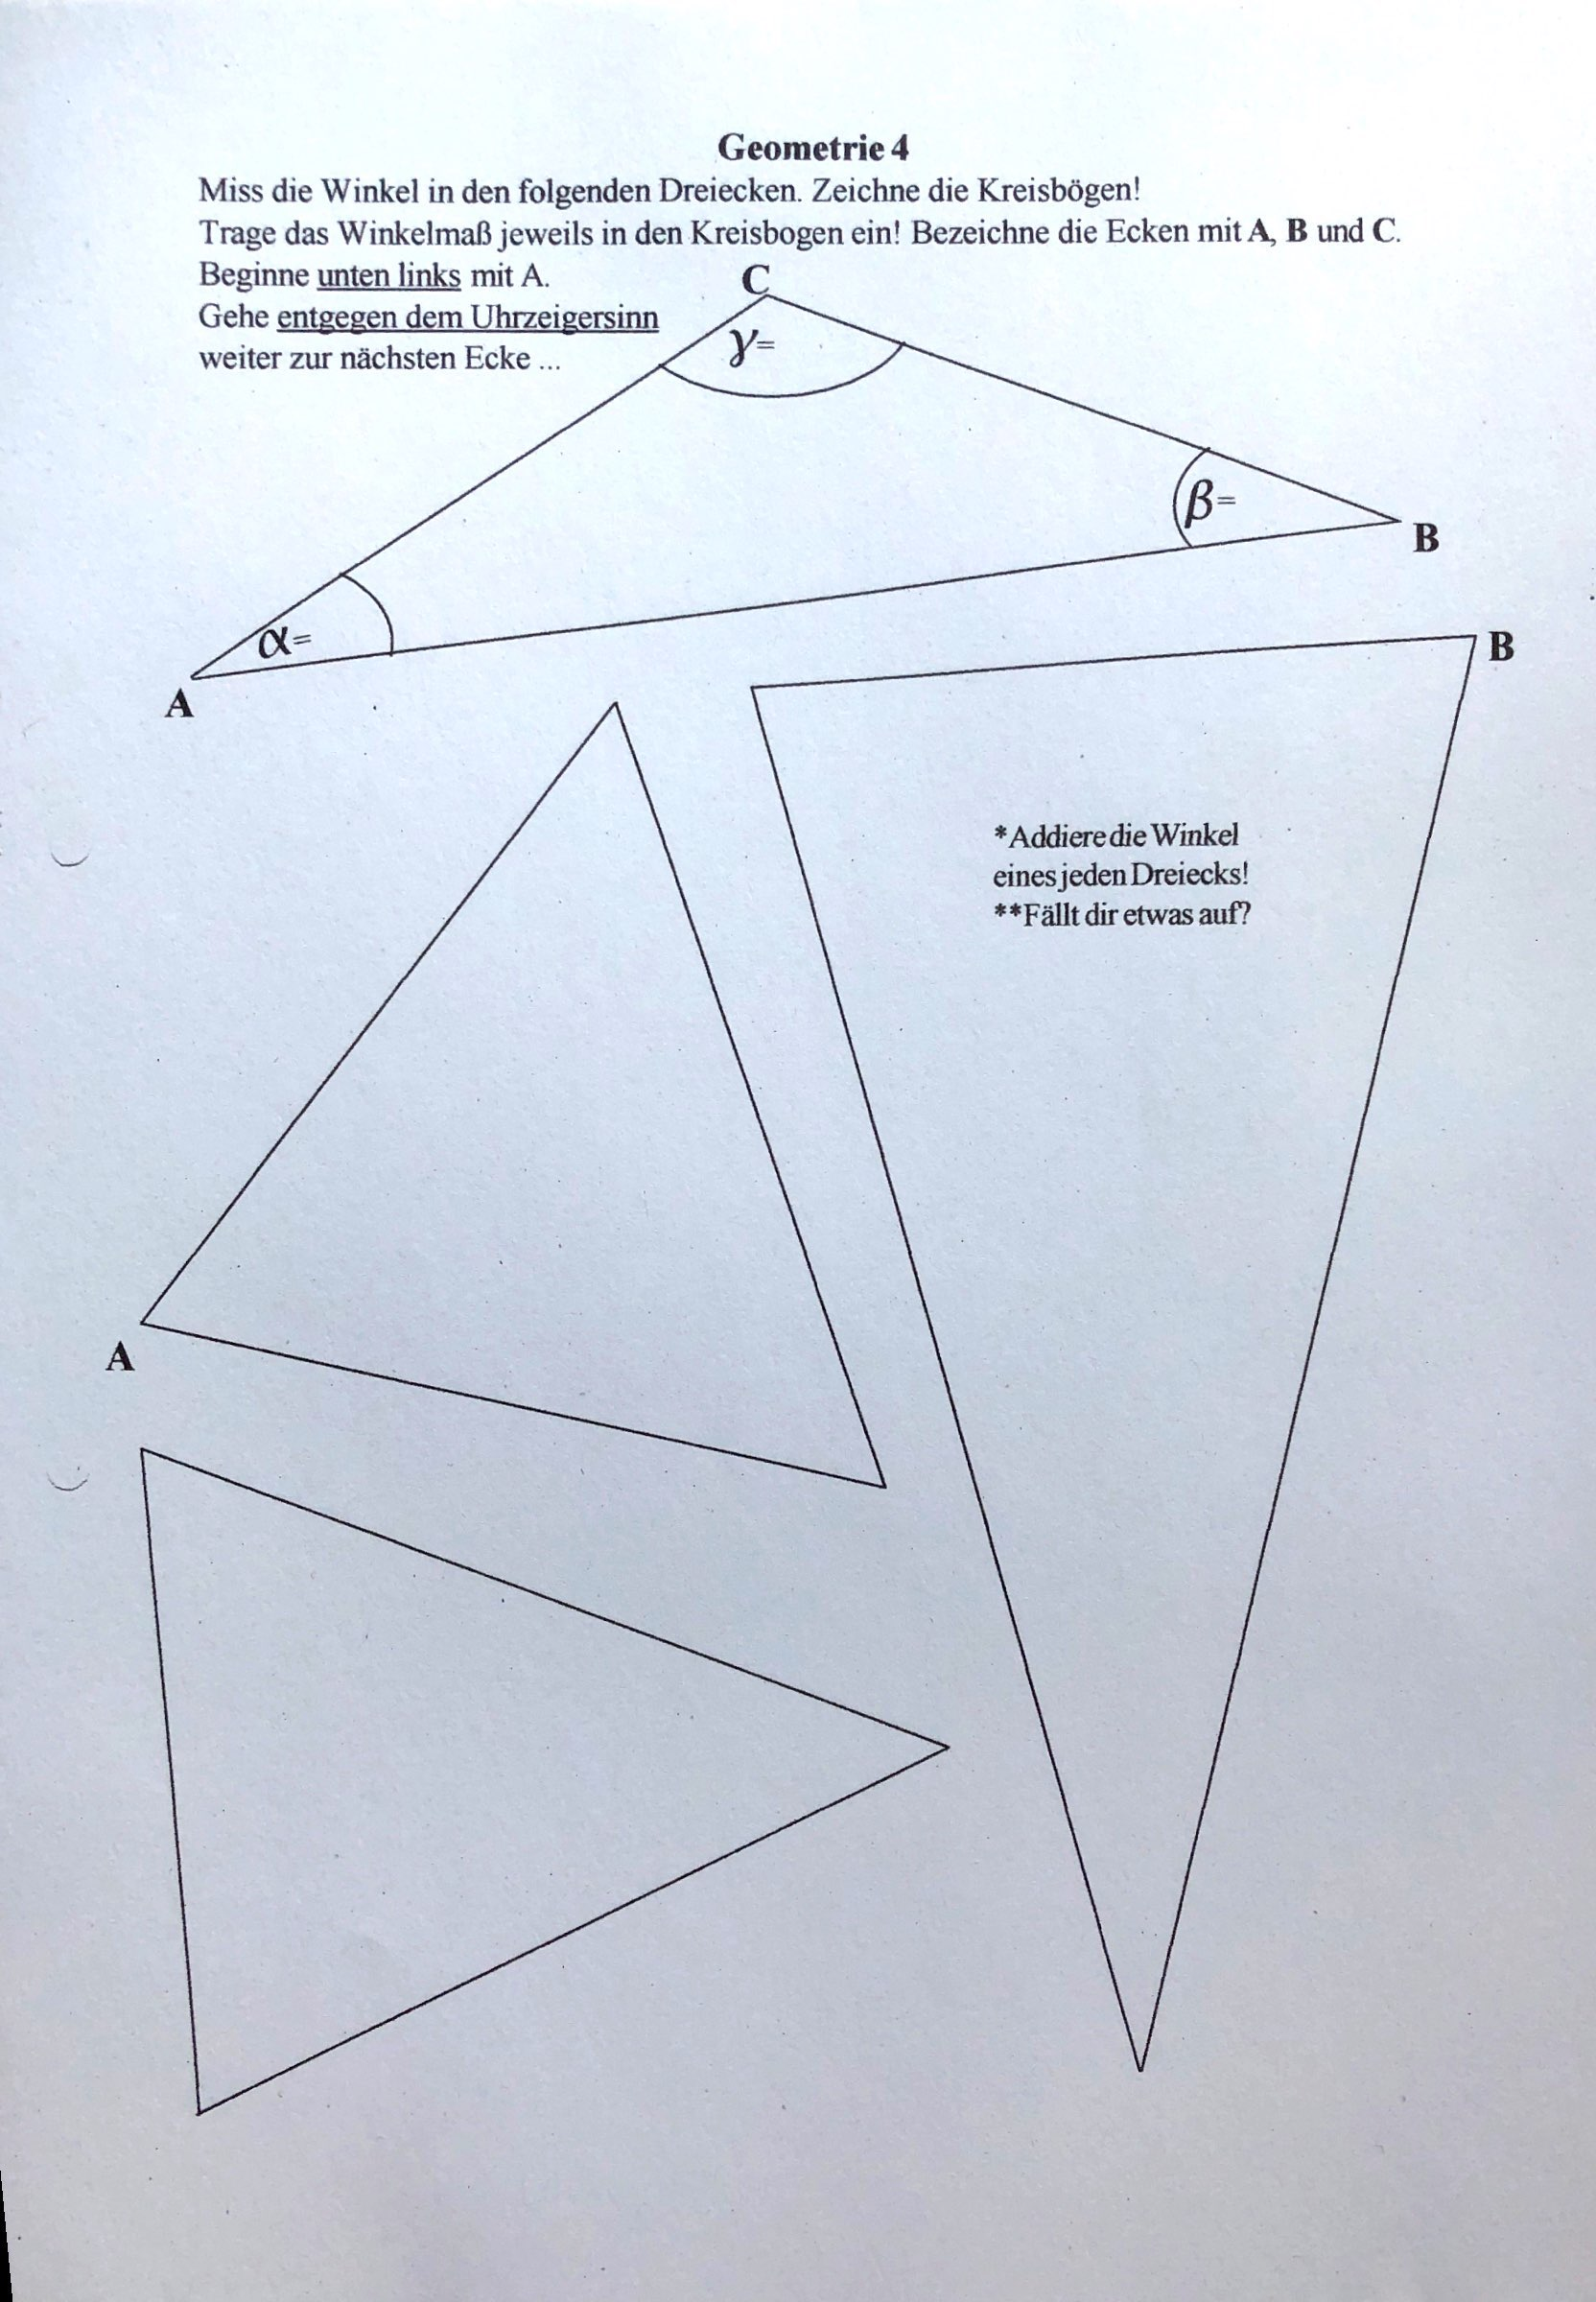 Geometrie 4
Miss die Winkel in den folgenden Dreiecken. Zeichne die Kreisbögen!
Trage das Winkelmaß jeweils in den Kreisbogen ein! Bezeichne die Ecken mit A, B und C.
Beginne unten links mit A.
Gehe entgegen dem Uhrzeigersinn
weiter zur nächsten Ecke ...
C
γ=
β=
B
α=
A
B
*Addiere die Winkel
eines jeden Dreiecks!
**Fällt dir etwas auf?
A